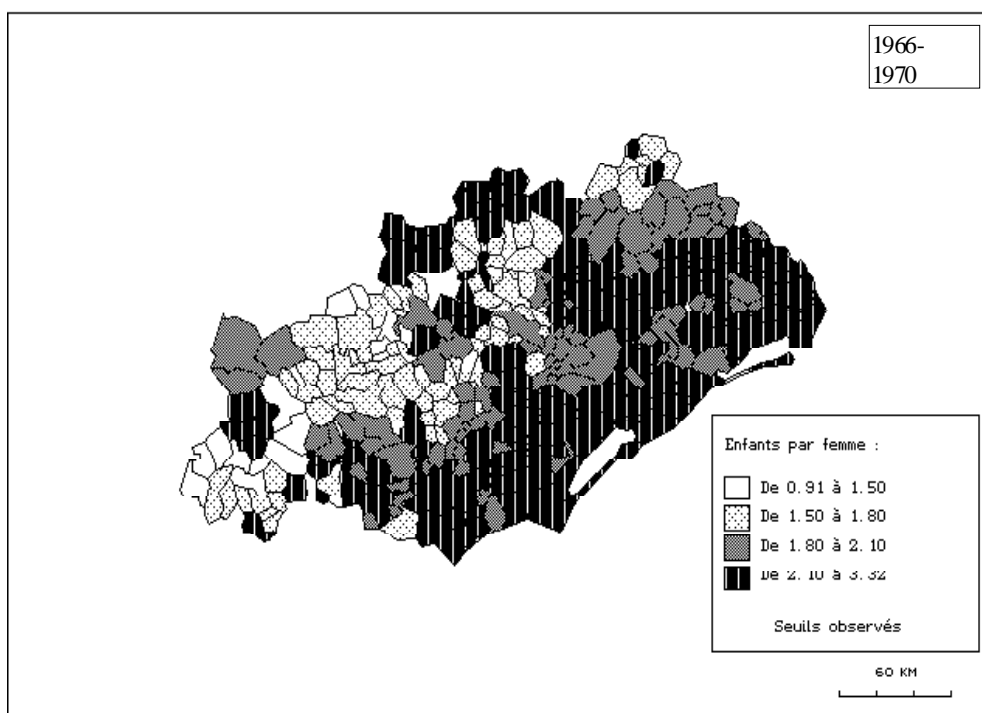 1966-
1970
Enfants par femme :
De 0.91 à 1.50
De 1.50 à 1.80
De 1.80 à 2.10
De 2.10 à 3.32
Seuils observés
60 KM